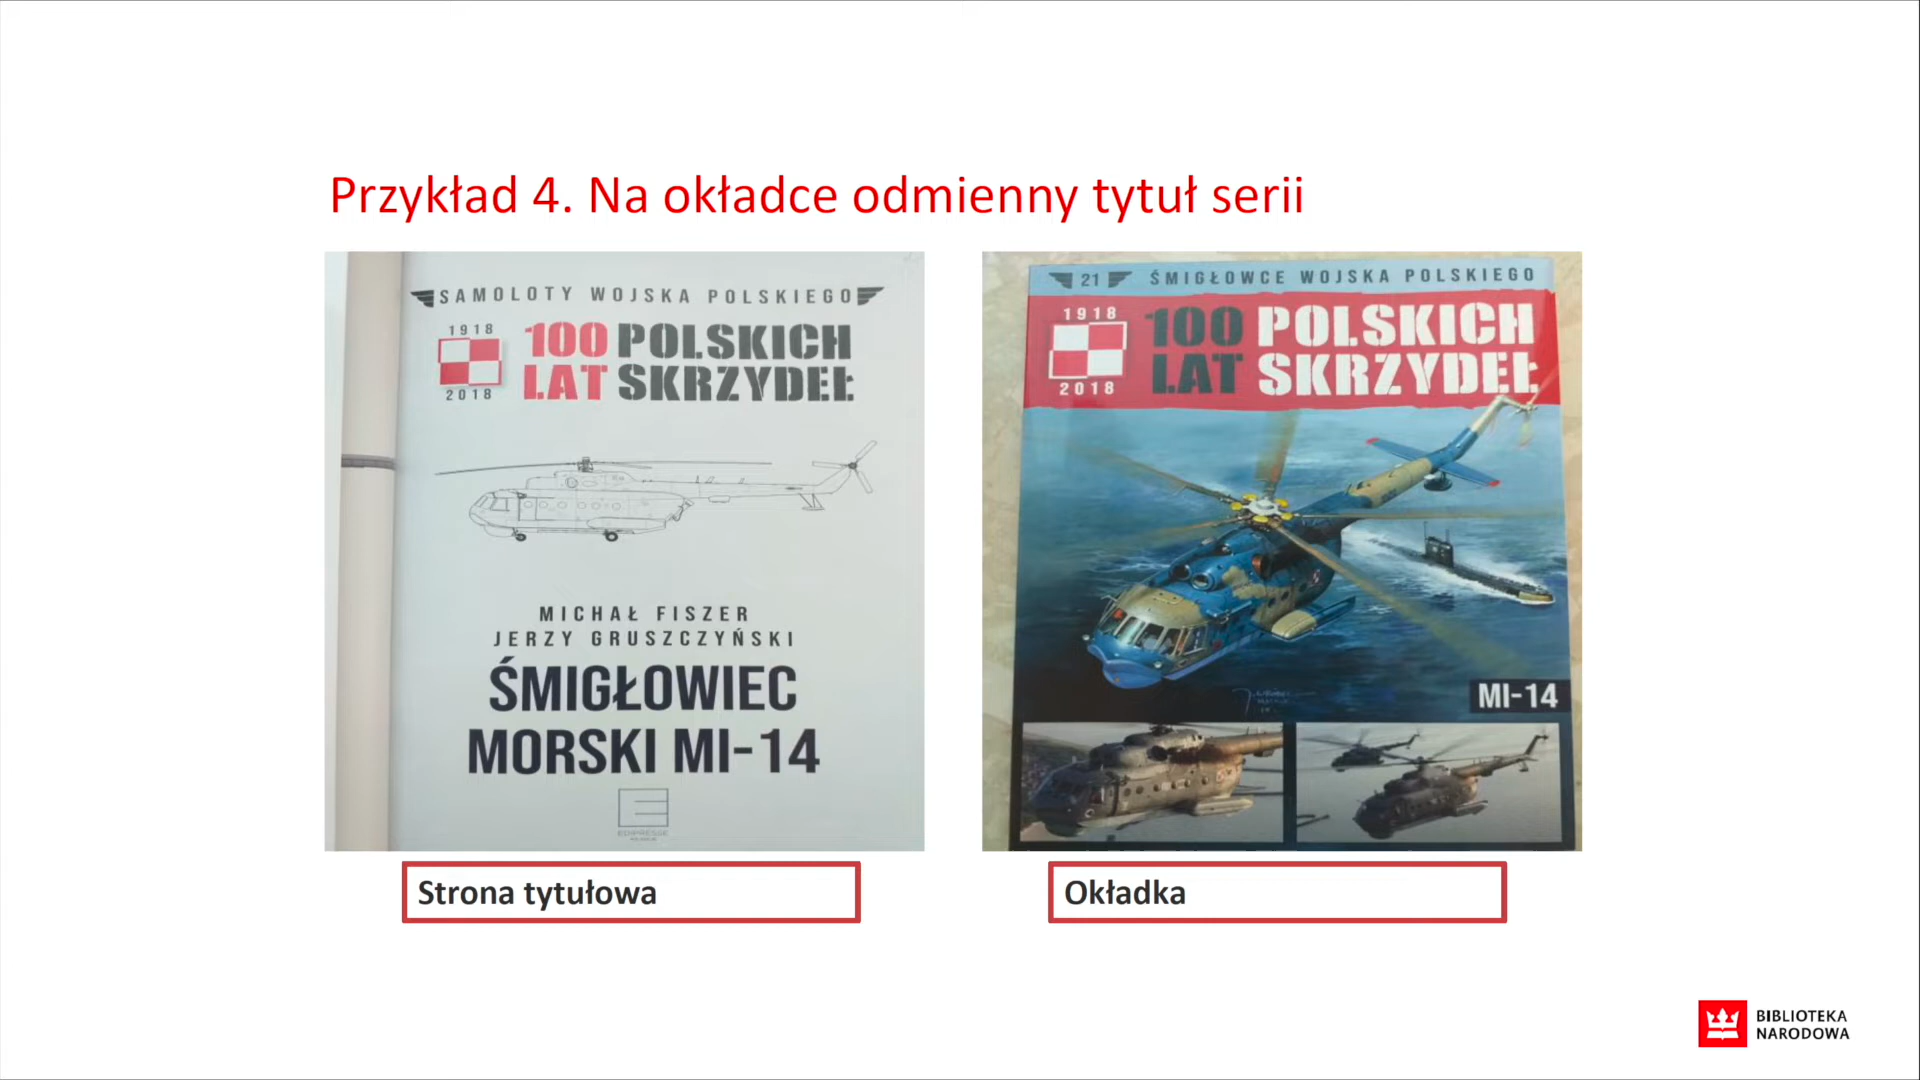 Przykład 4. Na okładce odmienny tytuł serii
SAMOLOTY WOJSKA POLSKIEGO
1918
100 POLSKICH
LAT SKRZYDEŁ
2018
MICHAŁ FISZER
JERZY GRUSZCZYŃSKI
ŚMIGŁOWIEC
MORSKI MI-14
EDIPRESSE
Strona tytułowa
21 ŚMIGŁOWCE WOJSKA POLSKIEGO
1918
100 POLSKICH
LAT SKRZYDEŁ
2018
MI-14
Okładka
BIBLIOTEKA
NARODOWA